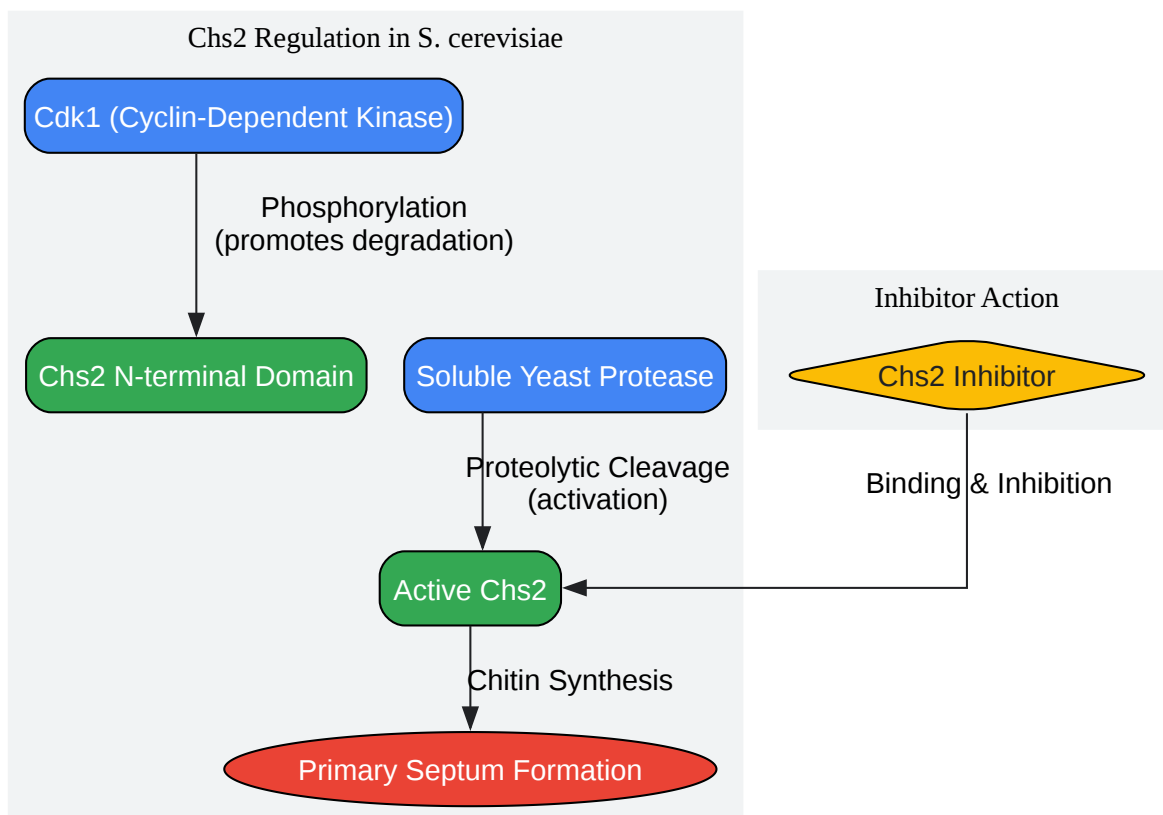 Chs2 Regulation in S. cerevisiae
Cdk1 (Cyclin-Dependent Kinase)
Phosphorylation
(promotes degradation)
Inhibitor Action
Chs2 N-terminal Domain
Soluble Yeast Protease
Chs2 Inhibitor
Proteolytic Cleavage
(activation)
Binding & Inhibition
Active Chs2
Chitin Synthesis
Primary Septum Formation